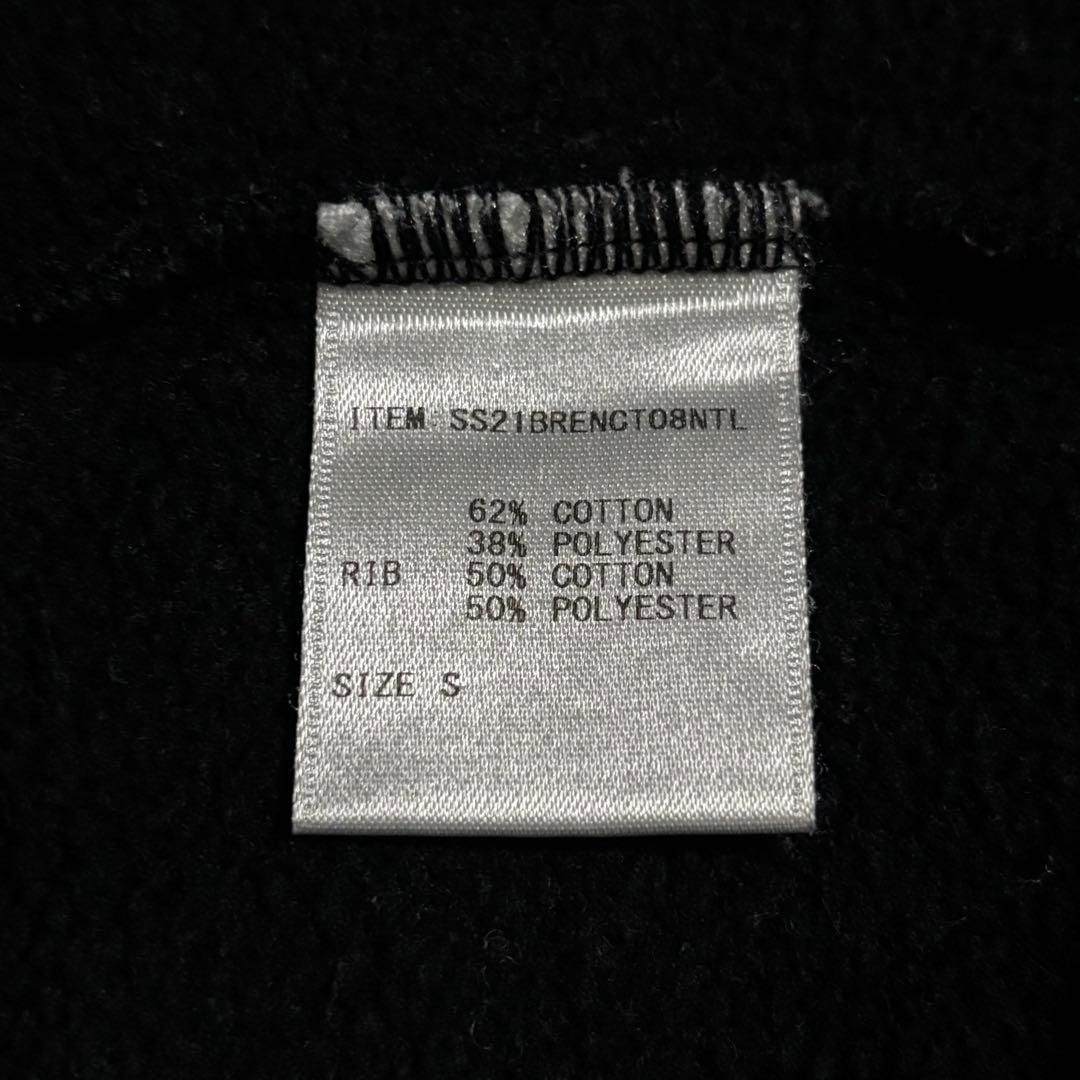 ITEM: SS21BRENCT08NTL
62% COTTON
38% POLYESTER
RIB 50% COTTON
50% POLYESTER
SIZE S